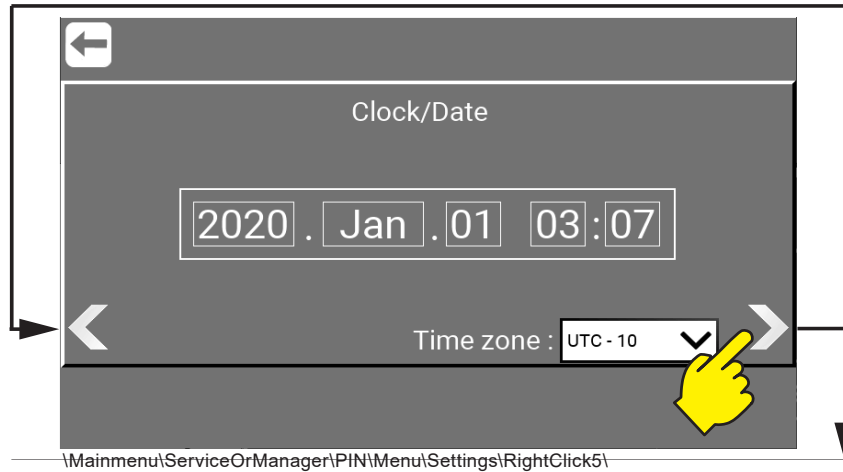 Clock/Date
2020 . Jan . 01 03 : 07
Time zone : UTC - 10
\Mainmenu\ServiceOrManager\PIN\Menu\Settings\RightClick5\